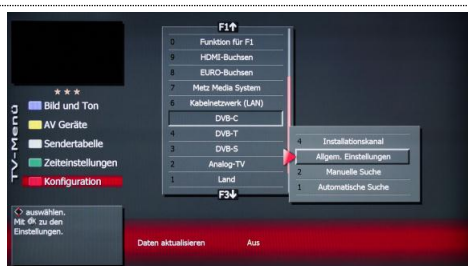 F1↑
0 Funktion für F1
9 HDMI-Buchsen
8 EURO-Buchsen
7 Metz Media System
6 Kabelnetzwerk (LAN)
DVB-C
4 DVB-T
3 DVB-S
2 Analog-TV
1 Land
F3↓
4 Installationskanal
Allgem. Einstellungen
2 Manuelle Suche
1 Automatische Suche
TV-Menü
Bild und Ton
AV Geräte
Sendertabelle
Zeiteinstellungen
Konfiguration
auswählen.
Mit OK zu den
Einstellungen.
Daten aktualisieren Aus